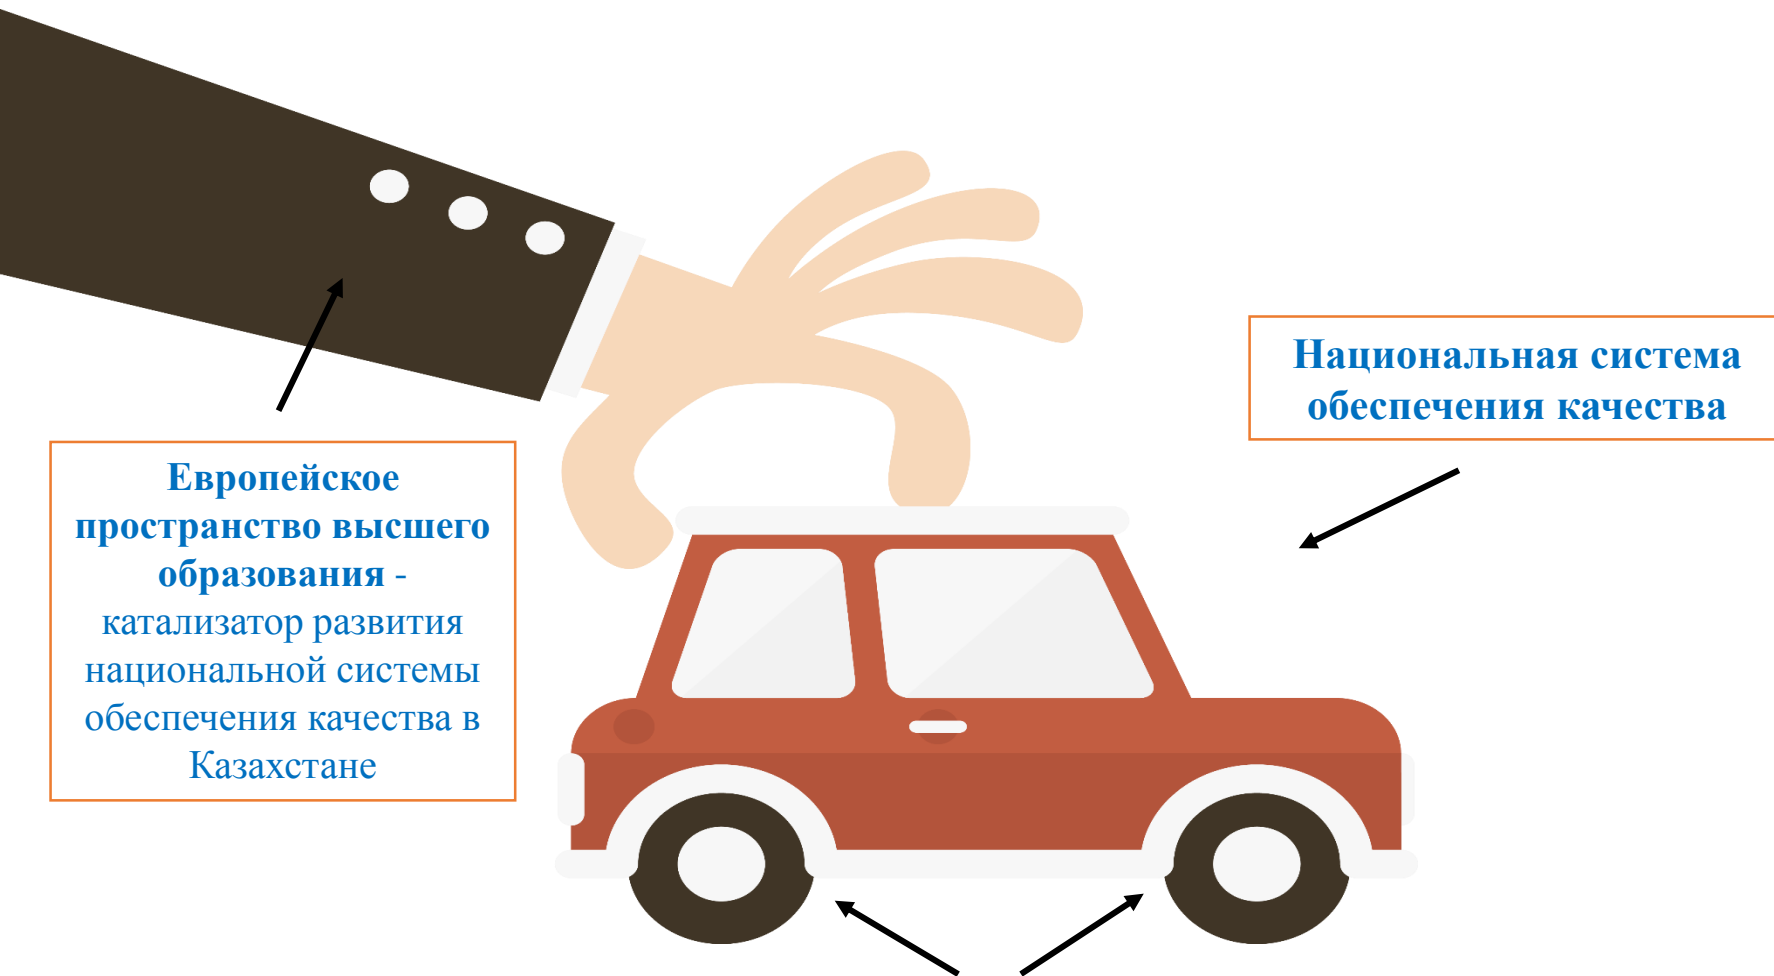 Национальная система
обеспечения качества
Европейское
пространство высшего
образования -
катализатор развития
национальной системы
обеспечения качества в
Казахстане